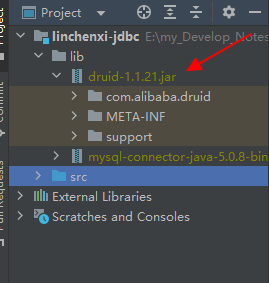 Project
linchenxi-jdbc E:\my_Develop_Notes
lib
druid-1.1.21.jar
com.alibaba.druid
META-INF
support
mysql-connector-java-5.0.8-bin
src
External Libraries
Scratches and Consoles
Commit
Pull Requests